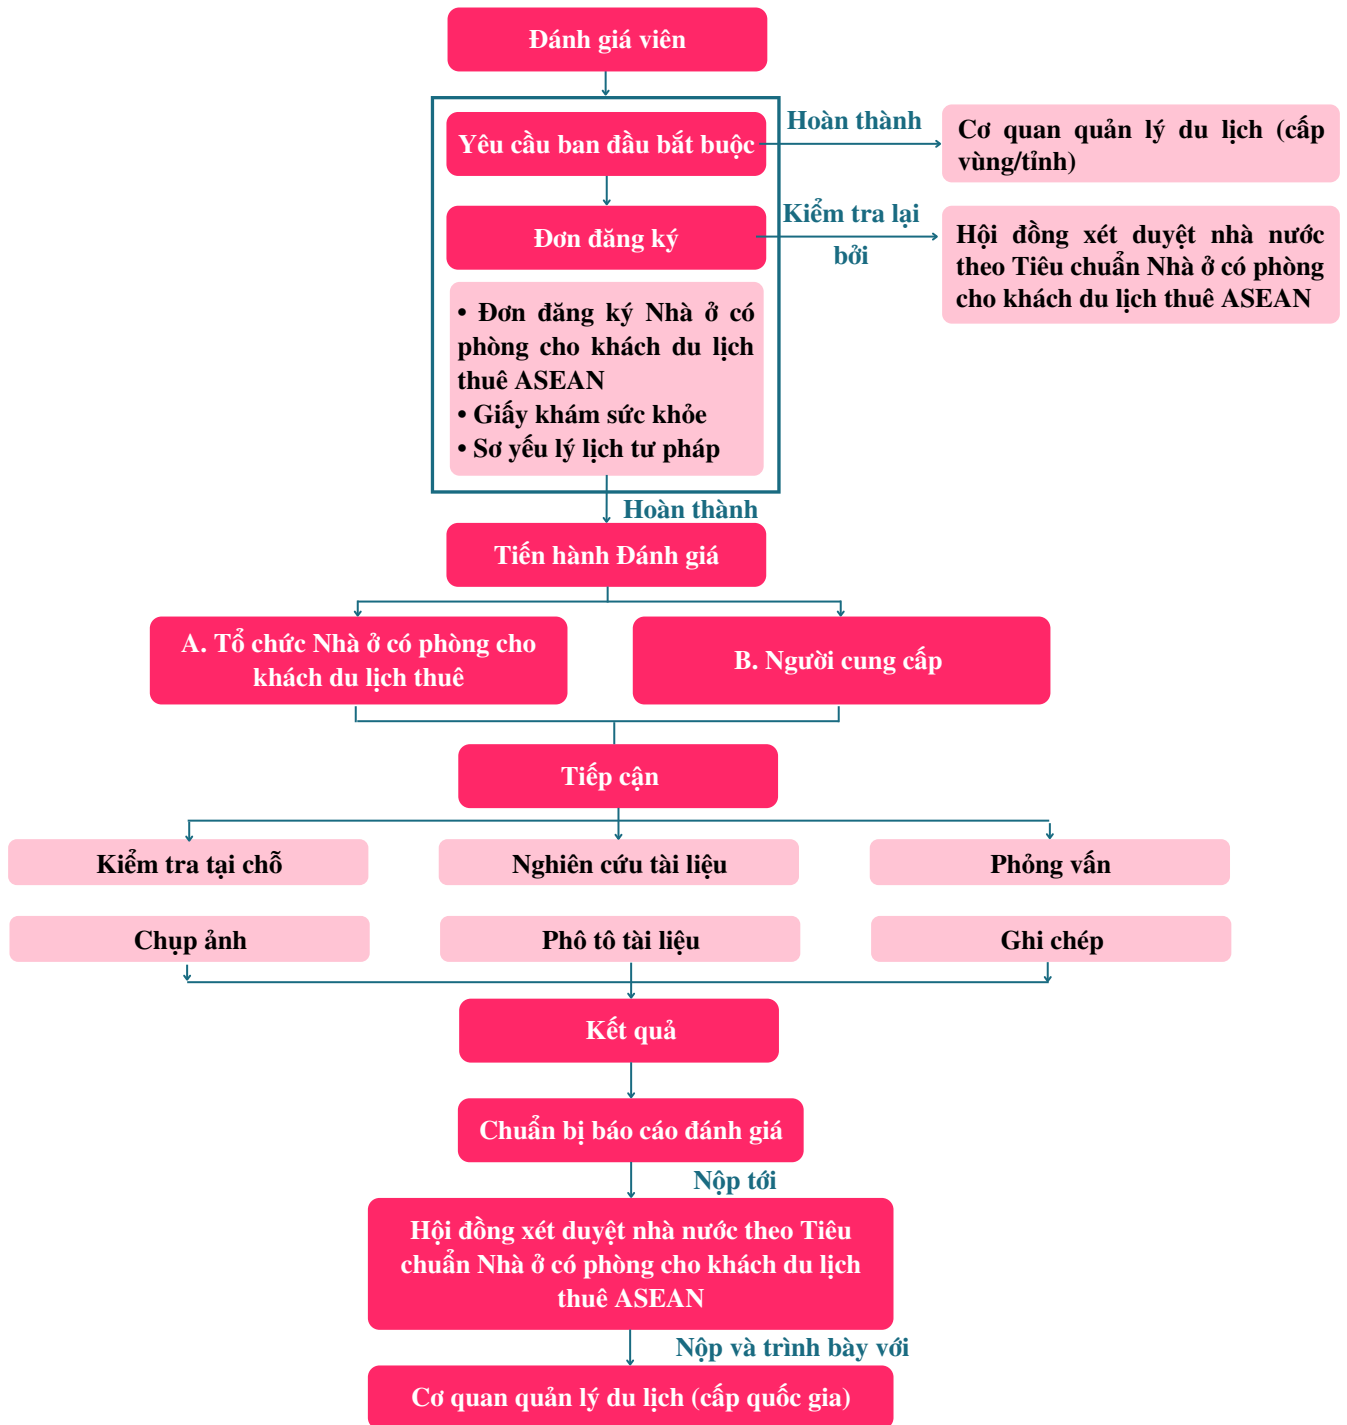 Đánh giá viên
Yêu cầu ban đầu bắt buộc
Hoàn thành
Cơ quan quản lý du lịch (cấp
vùng/tỉnh)
Đơn đăng ký
Kiểm tra lại
bởi
Hội đồng xét duyệt nhà nước
theo Tiêu chuẩn Nhà ở có phòng
cho khách du lịch thuê ASEAN
• Đơn đăng ký Nhà ở có
phòng cho khách du lịch
thuê ASEAN
• Giấy khám sức khỏe
• Sơ yếu lý lịch tư pháp
Hoàn thành
Tiến hành Đánh giá
A. Tổ chức Nhà ở có phòng cho
khách du lịch thuê
B. Người cung cấp
Tiếp cận
Kiểm tra tại chỗ
Nghiên cứu tài liệu
Phỏng vấn
Chụp ảnh
Phô tô tài liệu
Ghi chép
Kết quả
Chuẩn bị báo cáo đánh giá
Nộp tới
Hội đồng xét duyệt nhà nước theo Tiêu
chuẩn Nhà ở có phòng cho khách du lịch
thuê ASEAN
Nộp và trình bày với
Cơ quan quản lý du lịch (cấp quốc gia)